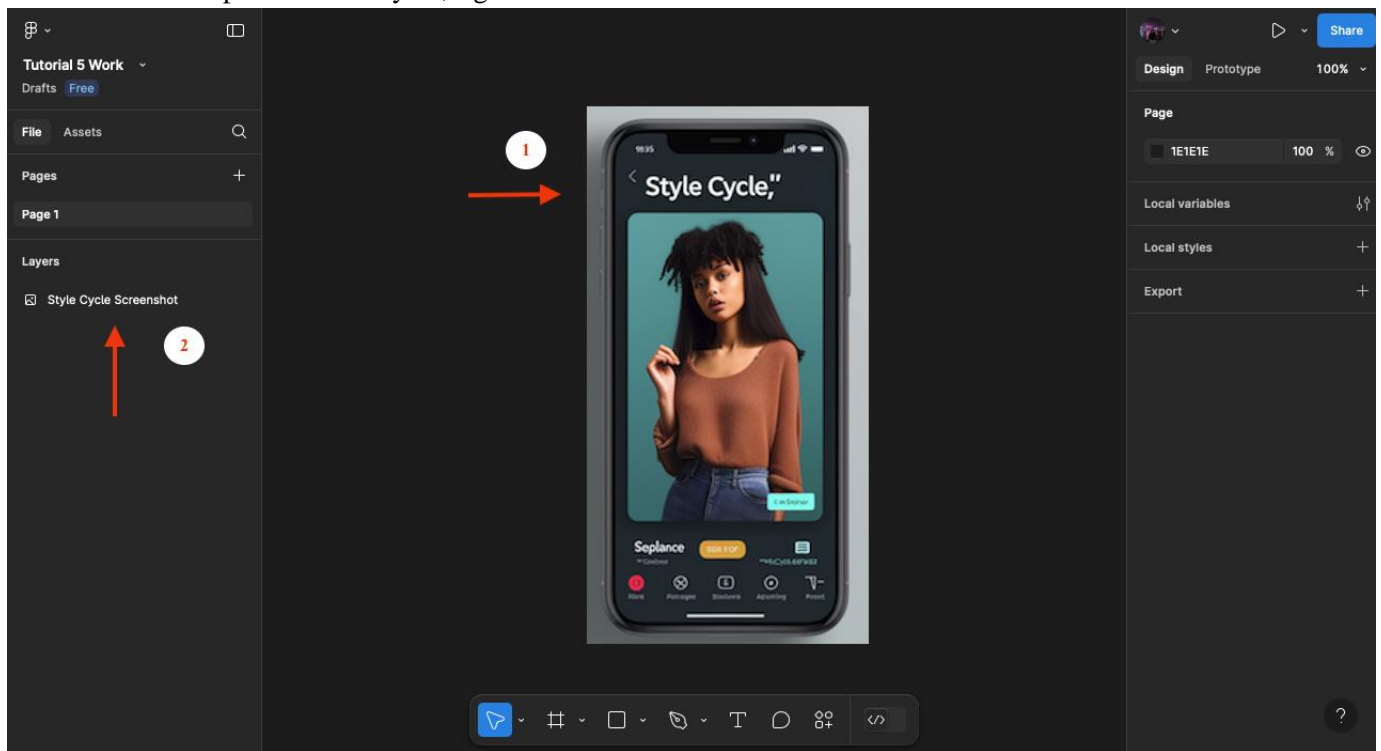 Tutorial 5 Work
Drafts Free
File Assets
Pages
Page 1
Layers
Style Cycle Screenshot
2
1
9835
Style Cycle,"
Seplance
Share
Design Prototype 100%
Page
1E1E1E 100 %
Local variables
Local styles
Export
T
?